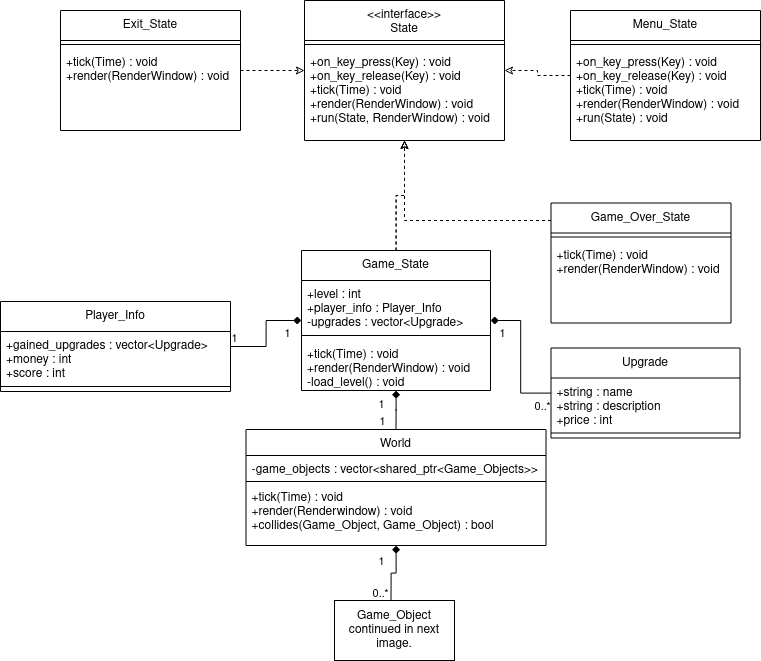 Exit_State
+tick(Time) : void
+render(RenderWindow) : void
<<interface>>
State
+on_key_press(Key) : void
+on_key_release(Key) : void
+tick(Time) : void
+render(RenderWindow) : void
+run(State, RenderWindow) : void
Menu_State
+on_key_press(Key) : void
+on_key_release(Key) : void
+tick(Time) : void
+render(RenderWindow) : void
+run(State) : void
Game_Over_State
+tick(Time) : void
+render(RenderWindow) : void
Game_State
+level : int
+player_info : Player_Info
-upgrades : vector<Upgrade>
+tick(Time) : void
+render(RenderWindow) : void
-load_level() : void
Player_Info
+gained_upgrades : vector<Upgrade>
+money : int
+score : int
1
1
1
0..*
Upgrade
+string : name
+string : description
+price : int
1
1
World
-game_objects : vector<shared_ptr<Game_Objects>>
+tick(Time) : void
+render(Renderwindow) : void
+collides(Game_Object, Game_Object) : bool
1
0..*
Game_Object
continued in next
image.